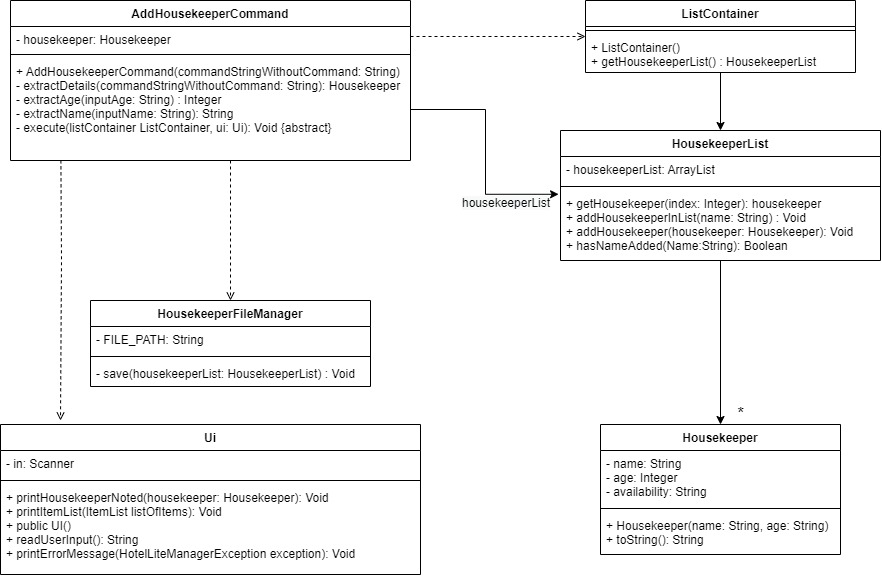 AddHousekeeperCommand
- housekeeper: Housekeeper
+ AddHousekeeperCommand(commandStringWithoutCommand: String)
- extractDetails(commandStringWithoutCommand: String): Housekeeper
- extractAge(inputAge: String) : Integer
- extractName(inputName: String): String
- execute(listContainer ListContainer, ui: Ui): Void {abstract}
ListContainer
+ ListContainer()
+ getHousekeeperList() : HousekeeperList
HousekeeperList
- housekeeperList: ArrayList
+ getHousekeeper(index: Integer): housekeeper
+ addHousekeeperInList(name: String) : Void
+ addHousekeeper(housekeeper: Housekeeper): Void
+ hasNameAdded(Name:String): Boolean
housekeeperList
HousekeeperFileManager
- FILE_PATH: String
- save(housekeeperList: HousekeeperList) : Void
*
Ui
- in: Scanner
+ printHousekeeperNoted(housekeeper: Housekeeper): Void
+ printItemList(ItemList listOfItems): Void
+ public UI()
+ readUserInput(): String
+ printErrorMessage(HotelLiteManagerException exception): Void
Housekeeper
- name: String
- age: Integer
- availability: String
+ Housekeeper(name: String, age: String)
+ toString(): String